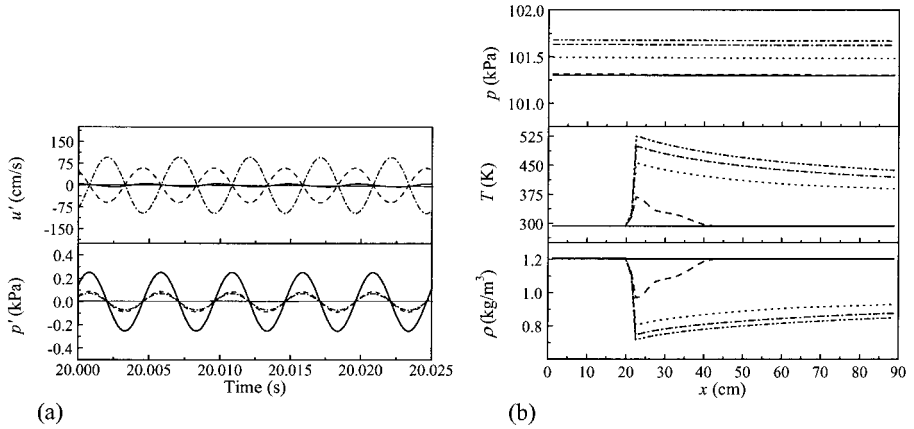 150
75
0
-75
-150
u' (cm/s)
0.4
0.2
0.0
-0.2
-0.4
p' (kPa)
20.000 20.005 20.010 20.015 20.020 20.025
Time (s)
(a)
102.0
101.5
101.0
p (kPa)
525
450
375
300
T (K)
1.2
1.0
0.8
ρ (kg/m³)
0 10 20 30 40 50 60 70 80 90
x (cm)
(b)